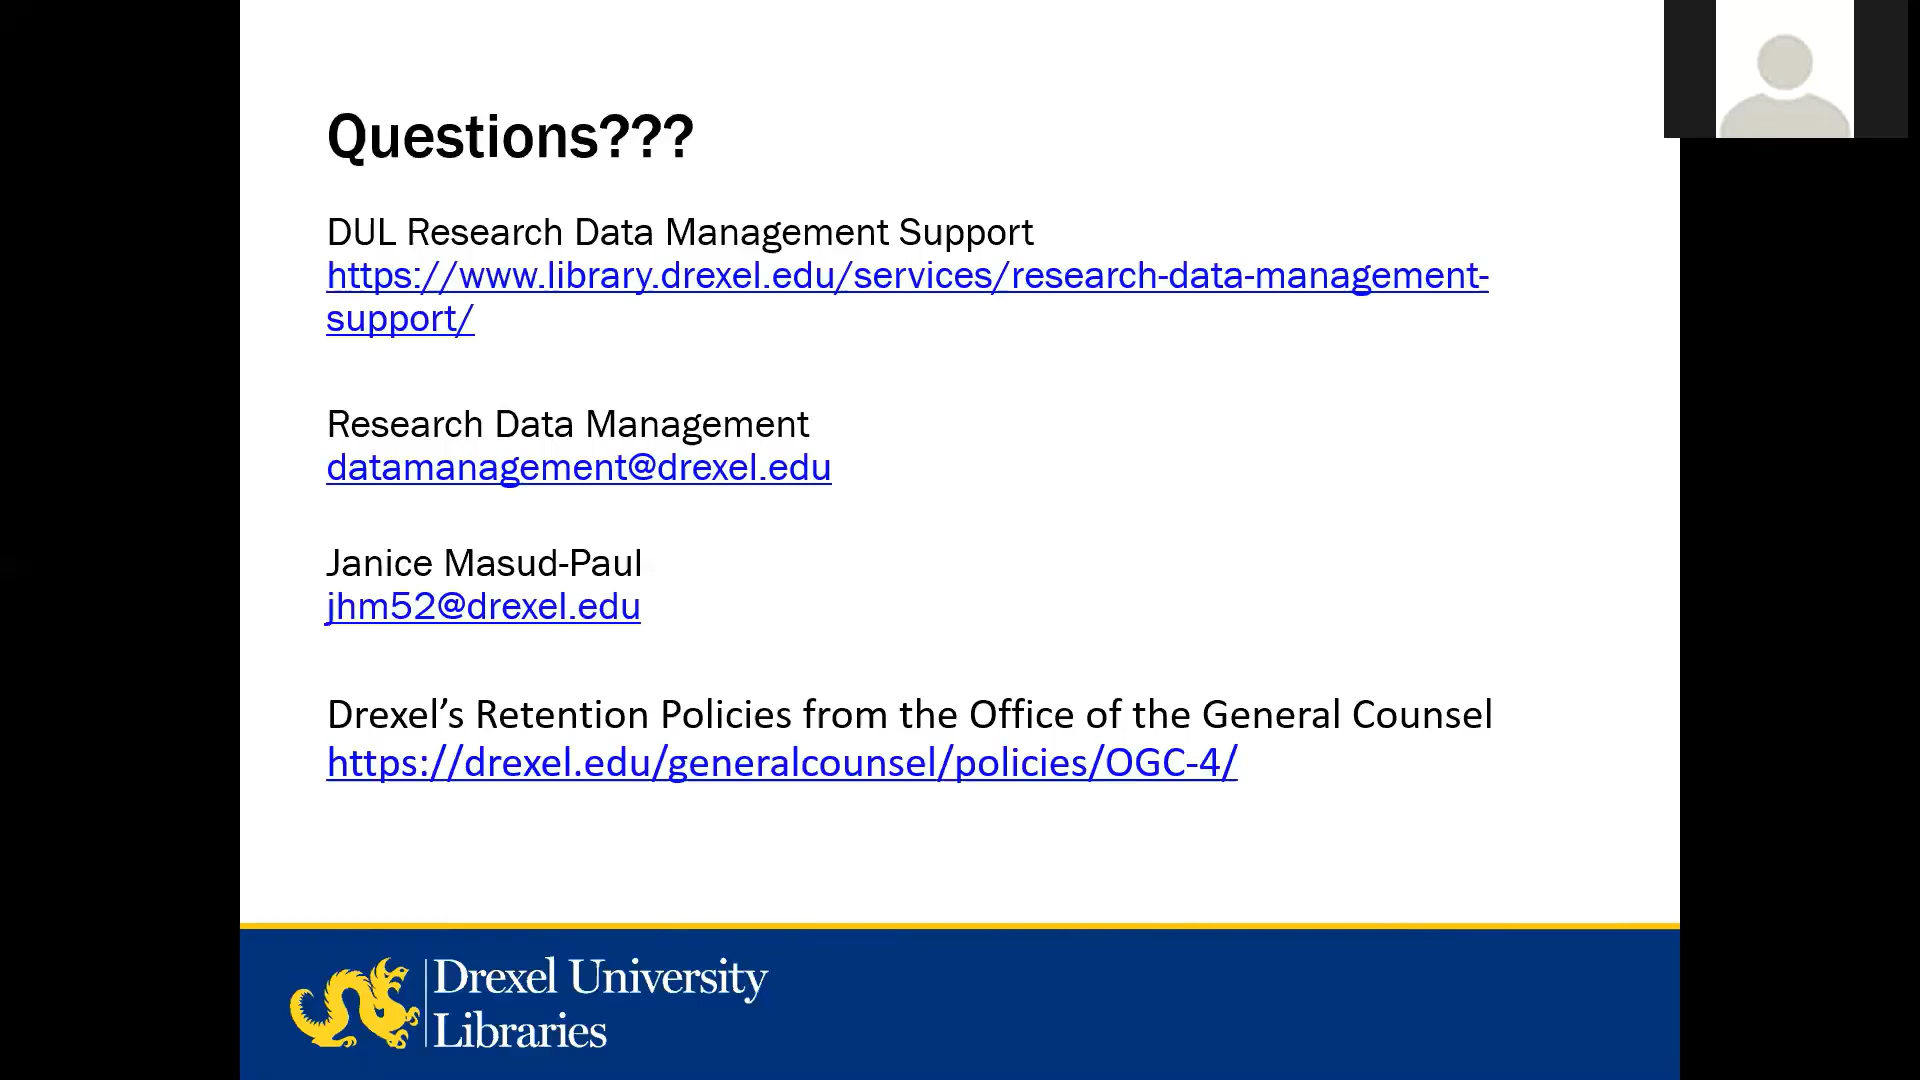 Questions???
DUL Research Data Management Support
https://www.library.drexel.edu/services/research-data-management-
support/
Research Data Management
datamanagement@drexel.edu
Janice Masud-Paul
jhm52@drexel.edu
Drexel’s Retention Policies from the Office of the General Counsel
https://drexel.edu/generalcounsel/policies/OGC-4/
Drexel University
Libraries